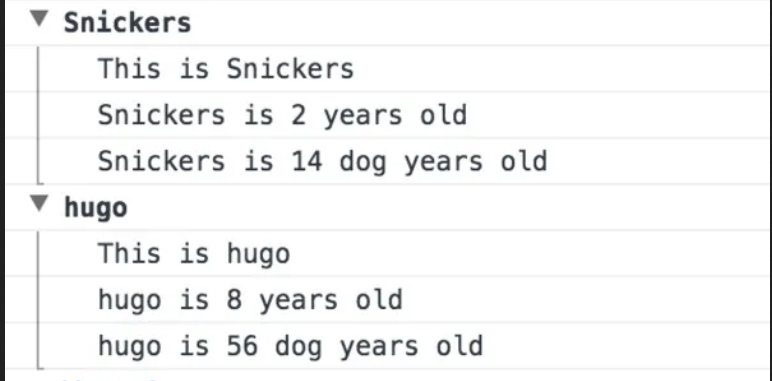 Snickers
This is Snickers
Snickers is 2 years old
Snickers is 14 dog years old
hugo
This is hugo
hugo is 8 years old
hugo is 56 dog years old